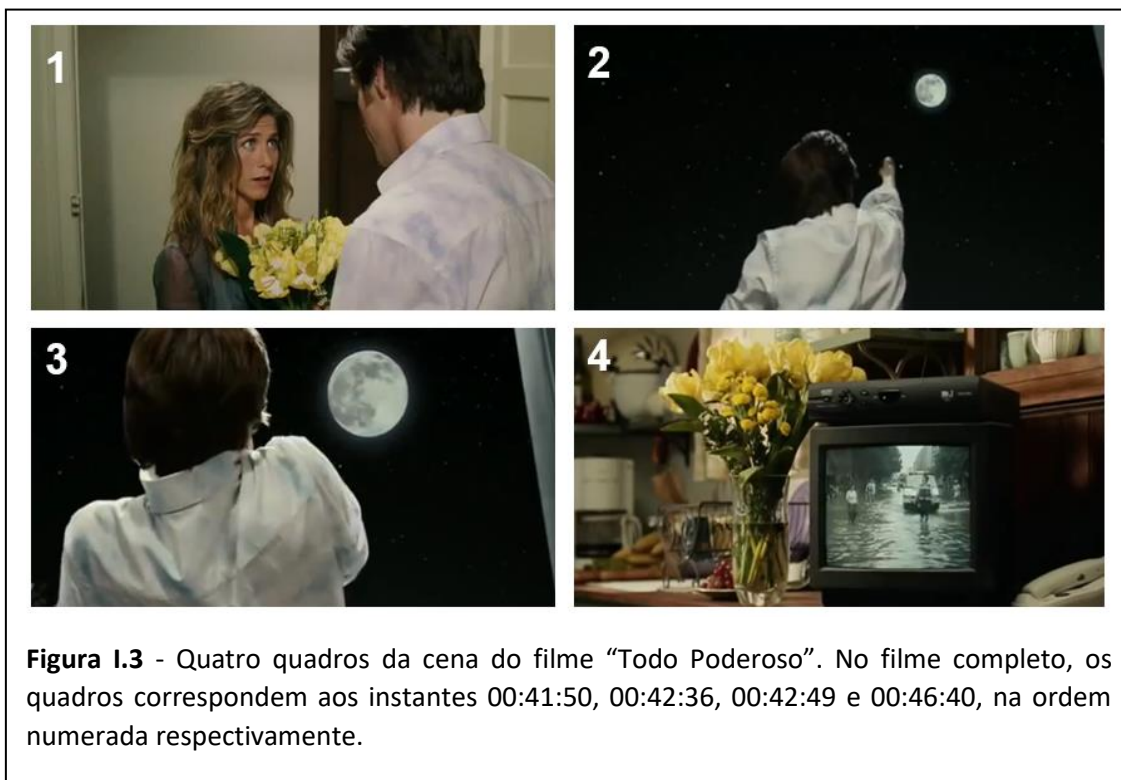 1
2
3
4
Figura I.3 - Quatro quadros da cena do filme “Todo Poderoso”. No filme completo, os
quadros correspondem aos instantes 00:41:50, 00:42:36, 00:42:49 e 00:46:40, na ordem
numerada respectivamente.